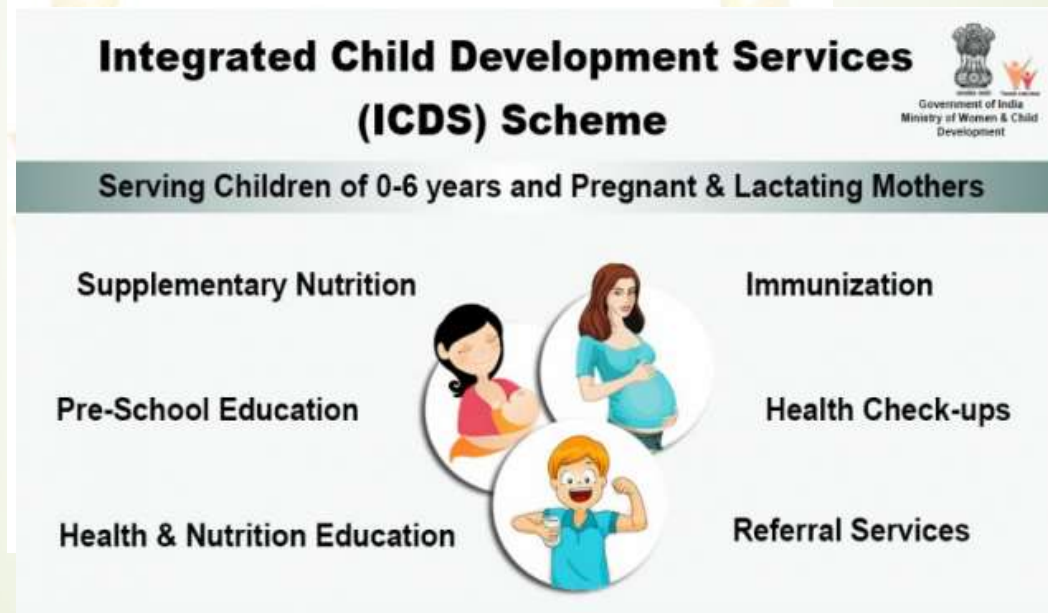 Integrated Child Development Services
(ICDS) Scheme
Government of India
Ministry of Women & Child
Development
Serving Children of 0-6 years and Pregnant & Lactating Mothers
Supplementary Nutrition
Immunization
Pre-School Education
Health Check-ups
Health & Nutrition Education
Referral Services